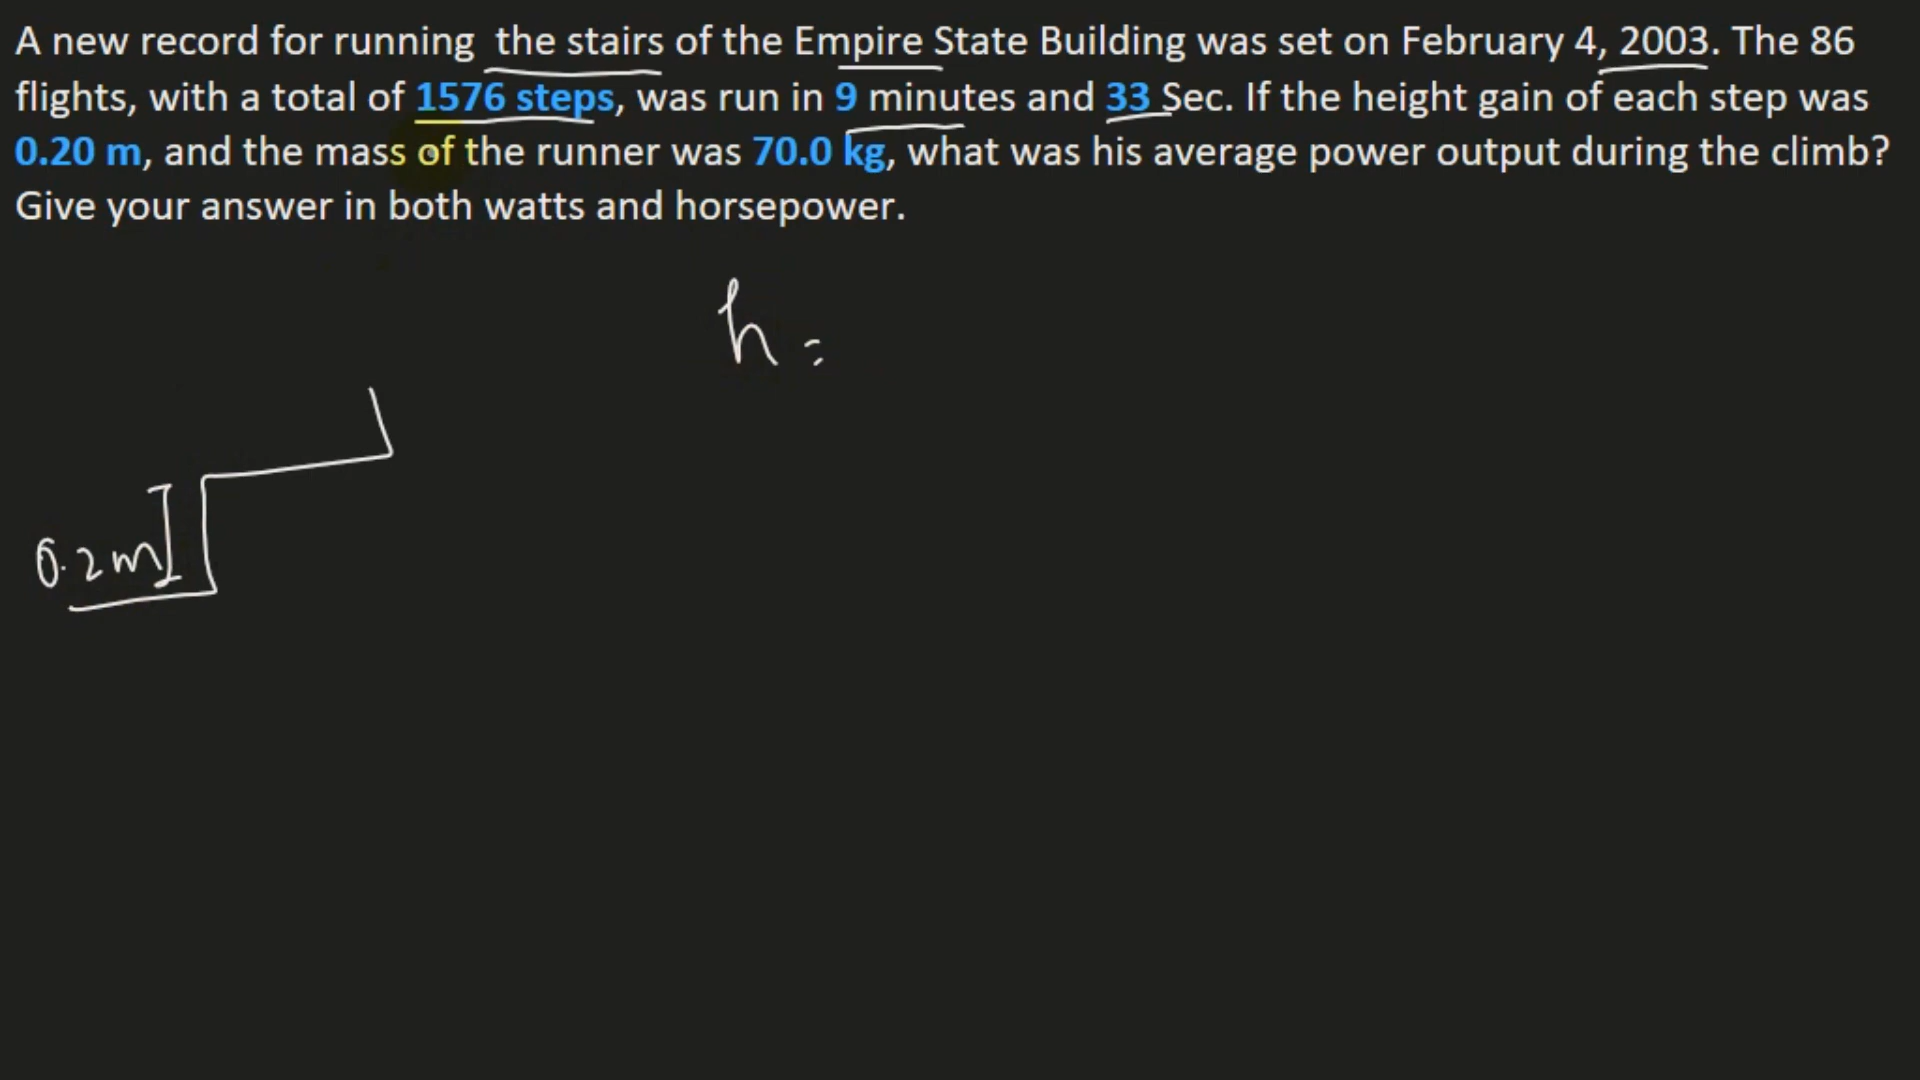 A new record for running the stairs of the Empire State Building was set on February 4, 2003. The 86
flights, with a total of 1576 steps, was run in 9 minutes and 33 Sec. If the height gain of each step was
0.20 m, and the mass of the runner was 70.0 kg, what was his average power output during the climb?
Give your answer in both watts and horsepower.
h =
0.2m